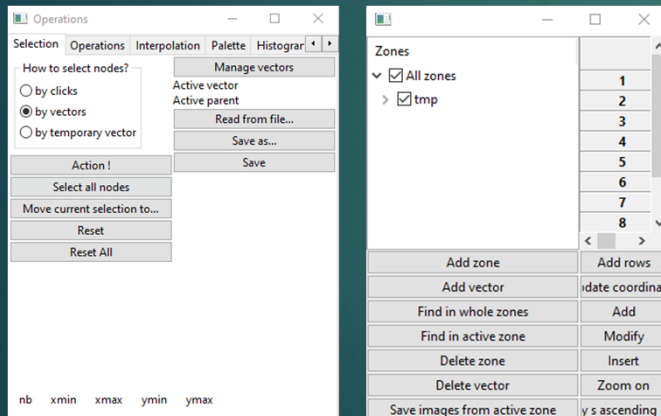 Operations
Selection Operations Interpolation Palette Histogran
How to select nodes?
by clicks
by vectors
by temporary vector
Action !
Select all nodes
Move current selection to...
Reset
Reset All
Manage vectors
Active vector
Active parent
Read from file...
Save as...
Save
nb xmin xmax ymin ymax
Zones
All zones
tmp
1
2
3
4
5
6
7
8
Add zone
Add vector
Find in whole zones
Find in active zone
Delete zone
Delete vector
Save images from active zone
Add rows
date coordina
Add
Modify
Insert
Zoom on
y s ascending